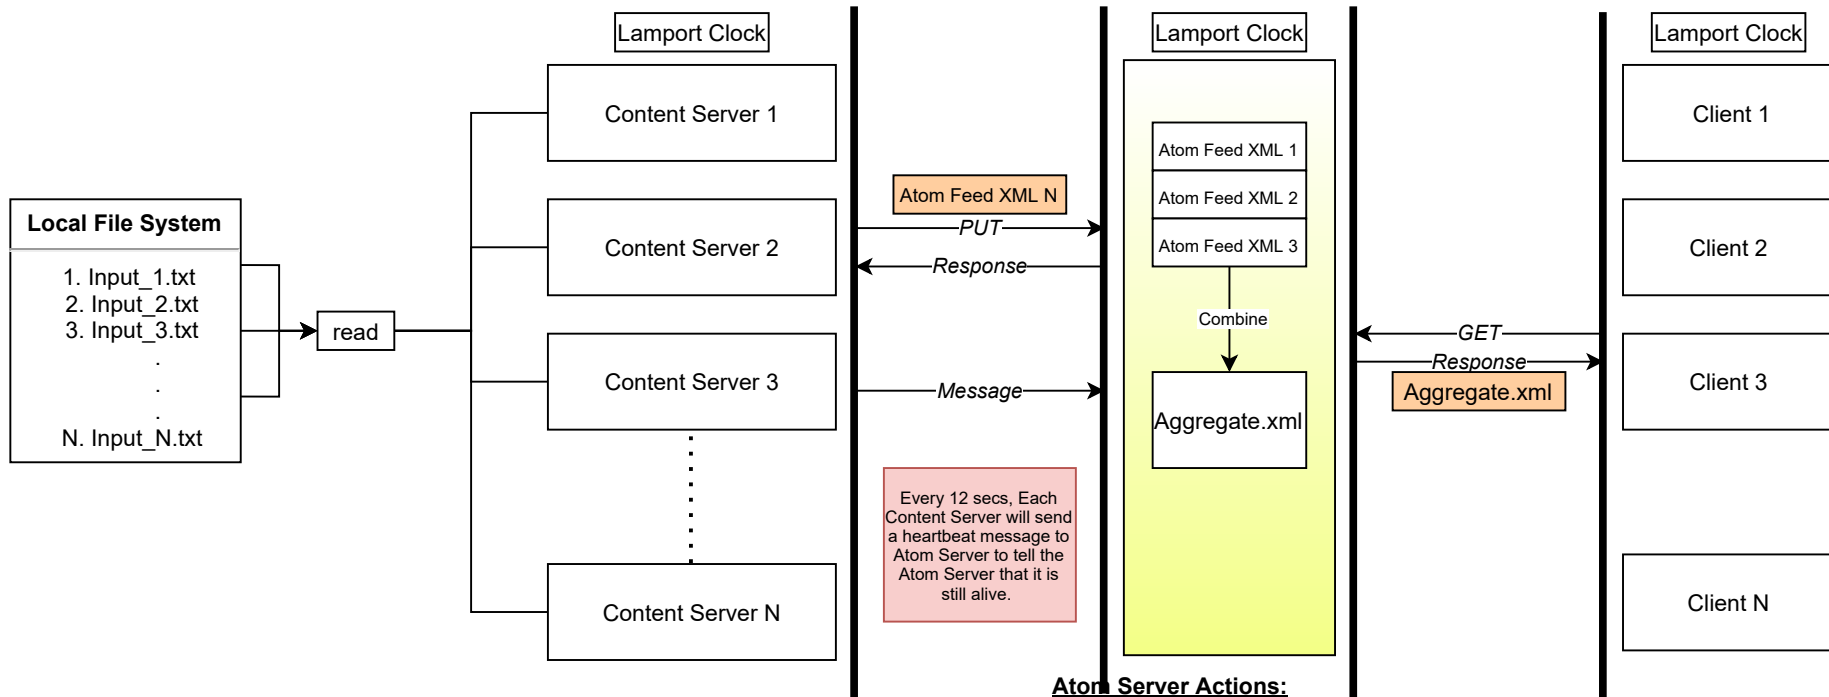 Lamport Clock
Lamport Clock
Lamport Clock
Local File System
1. Input_1.txt
2. Input_2.txt
3. Input_3.txt
.
.
.
N. Input_N.txt
read
Content Server 1
Content Server 2
Content Server 3
Content Server N
Atom Feed XML N
PUT
Response
Message
Every 12 secs, Each
Content Server will send
a heartbeat message to
Atom Server to tell the
Atom Server that it is
still alive.
Atom Feed XML 1
Atom Feed XML 2
Atom Feed XML 3
Combine
Aggregate.xml
GET
Response
Aggregate.xml
Client 1
Client 2
Client 3
Client N
Atom Server Actions: